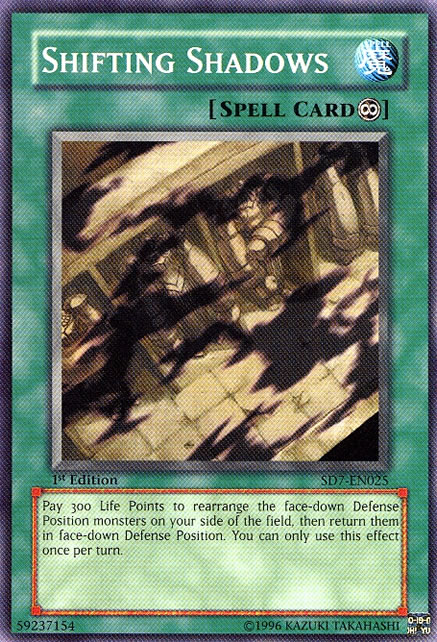 SHIFTING SHADOWS
魔
[SPELL CARD]
1st Edition
SD7-EN025
Pay 300 Life Points to rearrange the face-down Defense
Position monsters on your side of the field, then return them
in face-down Defense Position. You can only use this effect
once per turn.
59237154
©1996 KAZUKI TAKAHASHI